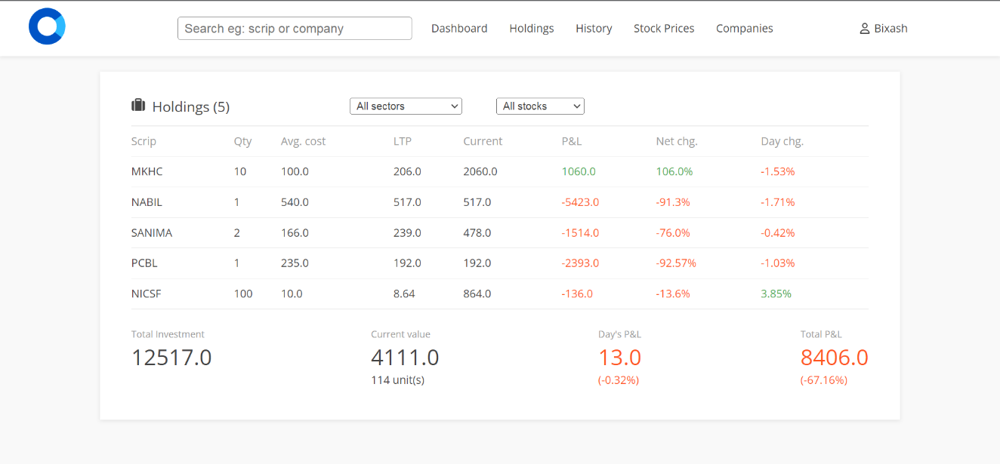 Search eg: scrip or company Dashboard Holdings History Stock Prices Companies Bixash
Holdings (5) All sectors All stocks
Scrip Qty Avg. cost LTP Current P&L Net chg. Day chg.
MKHC 10 100.0 206.0 2060.0 1060.0 106.0% -1.53%
NABIL 1 540.0 517.0 517.0 -5423.0 -91.3% -1.71%
SANIMA 2 166.0 239.0 478.0 -1514.0 -76.0% -0.42%
PCBL 1 235.0 192.0 192.0 -2393.0 -92.57% -1.03%
NICSF 100 10.0 8.64 864.0 -136.0 -13.6% 3.85%
Total Investment Current value Day's P&L Total P&L
12517.0 4111.0 13.0 8406.0
114 unit(s) (-0.32%) (-67.16%)